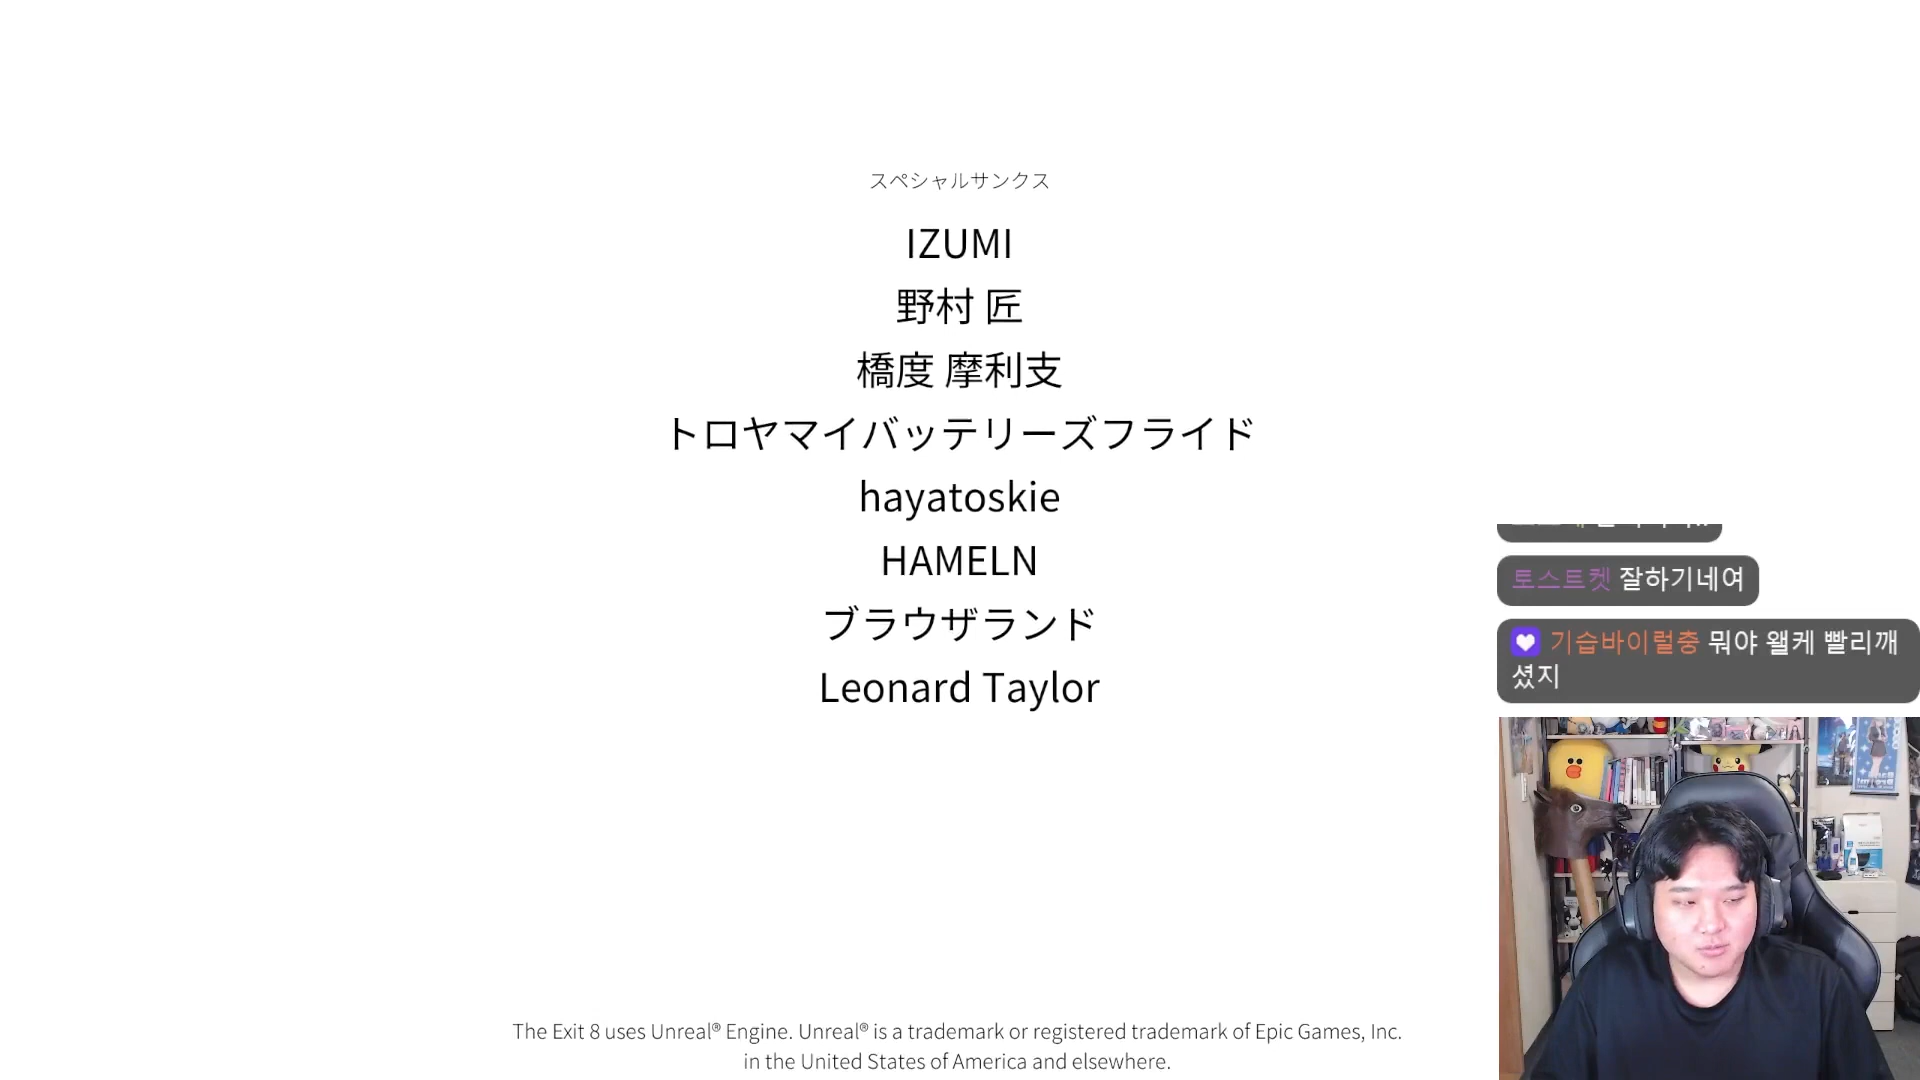 スペシャルサンクス
IZUMI
野村 匠
橋度 摩利支
トロヤマイバッテリーズフライド
hayatoskie
HAMELN
ブラウザランド
Leonard Taylor
The Exit 8 uses Unreal® Engine. Unreal® is a trademark or registered trademark of Epic Games, Inc.
in the United States of America and elsewhere.
토스트켓 잘하기네여
기습바이럴충 뭐야 왤케 빨리깨
셨지